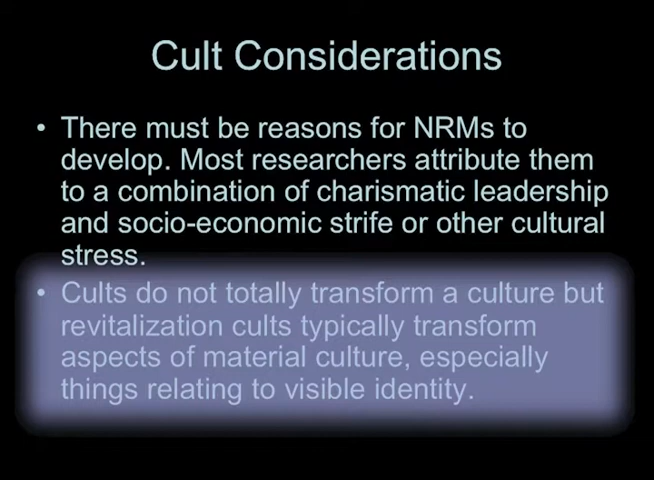 Cult Considerations
• There must be reasons for NRMs to
develop. Most researchers attribute them
to a combination of charismatic leadership
and socio-economic strife or other cultural
stress.
• Cults do not totally transform a culture but
revitalization cults typically transform
aspects of material culture, especially
things relating to visible identity.